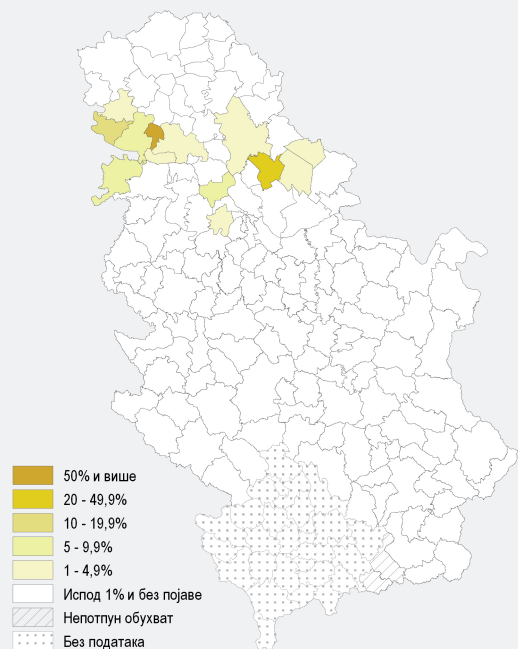 50% и више
20 - 49,9%
10 - 19,9%
5 - 9,9%
1 - 4,9%
Испод 1% и без појаве
Непотпун обухват
Без података